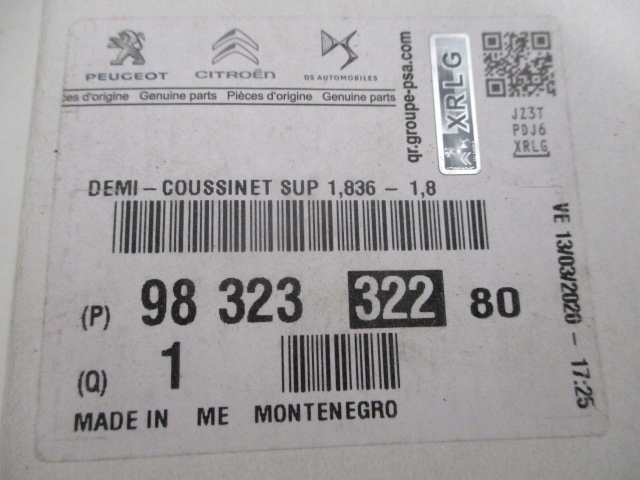 PEUGEOT CITROËN DS AUTOMOBILES
ces d'origine Genuine parts Pièces d'origine Genuine parts
qr.groupe-psa.com
XRLG
JZ3T
PDJ6
XRLG
DEMI-COUSSINET SUP 1,836 - 1,8
(P) 98 323 322 80
(Q) 1
MADE IN ME MONTENEGRO
VE 13/03/2020 - 17:25